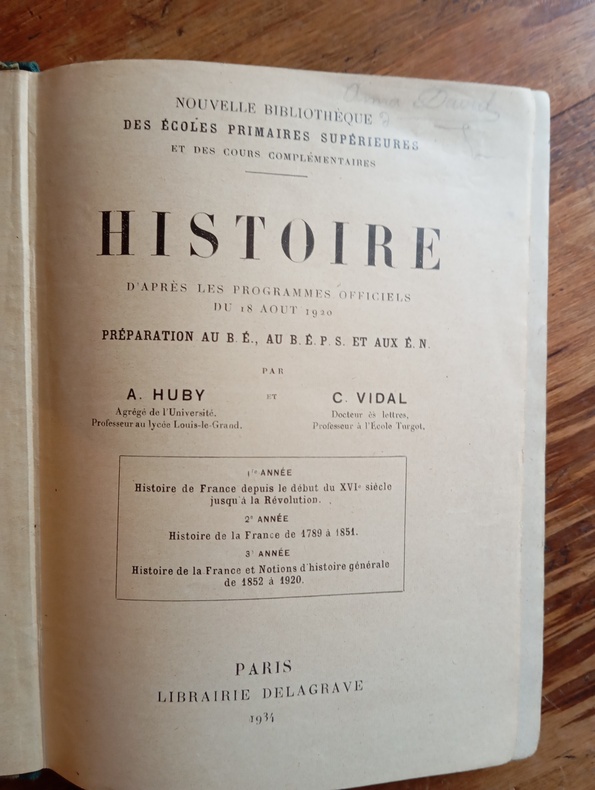 David
NOUVELLE BIBLIOTHÈQUE
DES ÉCOLES PRIMAIRES SUPÉRIEURES
ET DES COURS COMPLÉMENTAIRES
HISTOIRE
D'APRÈS LES PROGRAMMES OFFICIELS
DU 18 AOUT 1920
PRÉPARATION AU B. É., AU B. É. P. S. ET AUX É. N.
PAR
A. HUBY ET C. VIDAL
Agrégé de l'Université. Docteur ès lettres,
Professeur au lycée Louis-le-Grand. Professeur à l'École Turgot.
1re ANNÉE
Histoire de France depuis le début du XVIe siècle
jusqu'à la Révolution.
2e ANNÉE
Histoire de la France de 1789 à 1851.
3e ANNÉE
Histoire de la France et Notions d'histoire générale
de 1852 à 1920.
PARIS
LIBRAIRIE DELAGRAVE
1934